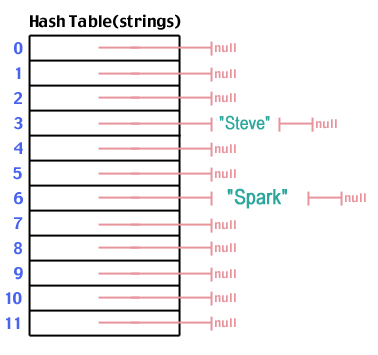 Hash Table(strings)
0 null
1 null
2 null
3 "Steve" null
4 null
5 null
6 "Spark" null
7 null
8 null
9 null
10 null
11 null